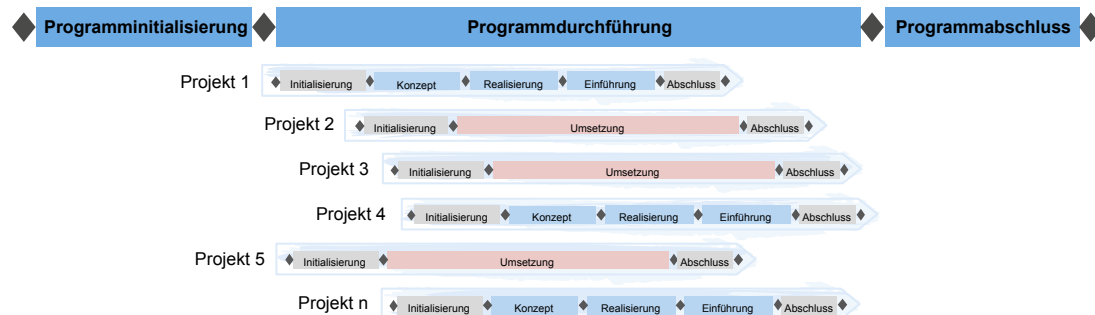 Programminitialisierung Programmdurchführung Programmabschluss
Projekt 1 Initialisierung Konzept Realisierung Einführung Abschluss
Projekt 2 Initialisierung Umsetzung Abschluss
Projekt 3 Initialisierung Umsetzung Abschluss
Projekt 4 Initialisierung Konzept Realisierung Einführung Abschluss
Projekt 5 Initialisierung Umsetzung Abschluss
Projekt n Initialisierung Konzept Realisierung Einführung Abschluss